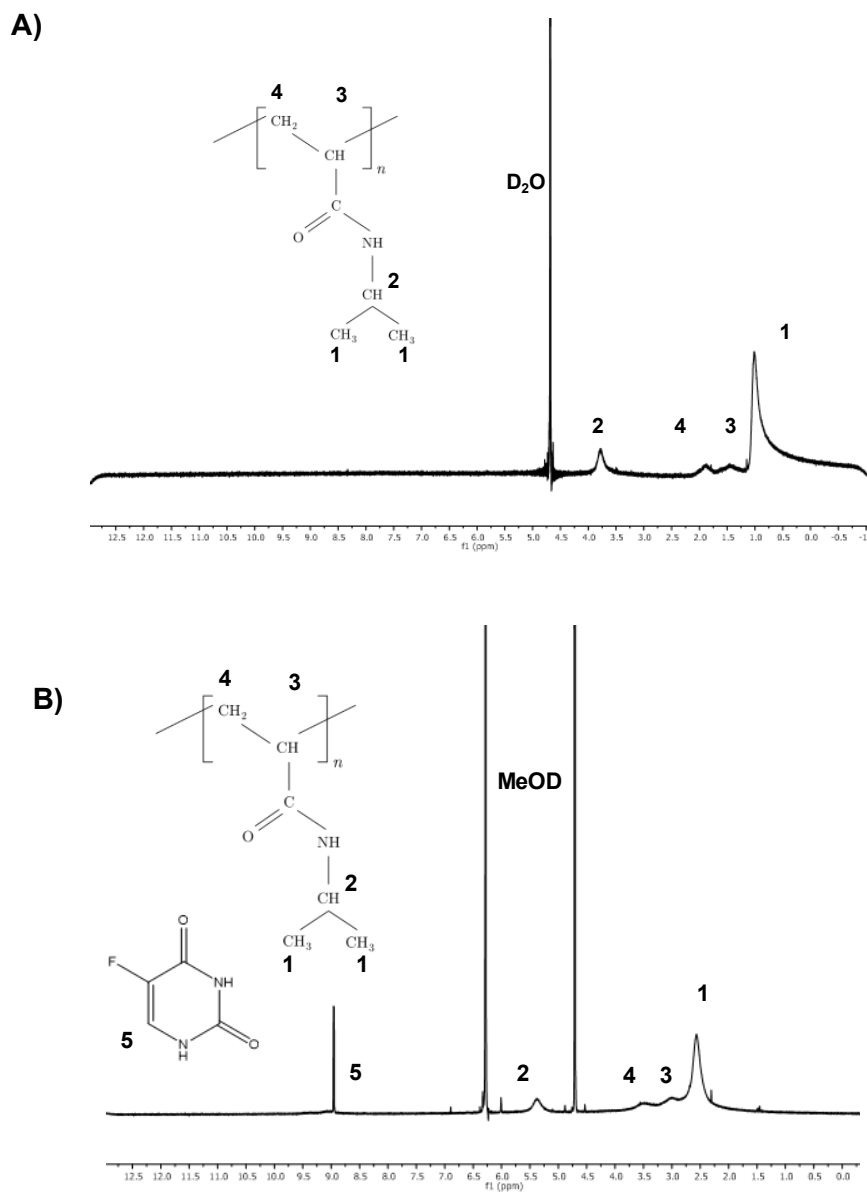 A)
4 3
CH₂
CH
n
C
O
NH
CH 2
CH₃ CH₃
1 1
D₂O
2 4 3 1
12.5 12.0 11.5 11.0 10.5 10.0 9.5 9.0 8.5 8.0 7.5 7.0 6.5 6.0 5.5 5.0 4.5 4.0 3.5 3.0 2.5 2.0 1.5 1.0 0.5 0.0 -0.5 -1
f1 (ppm)
B)
4 3
CH₂
CH
n
C
O
NH
2
CH
CH₃ CH₃
1 1
MeOD
O
F
NH
5
N
H
O
5 2 4 3 1
12.5 12.0 11.5 11.0 10.5 10.0 9.5 9.0 8.5 8.0 7.5 7.0 6.5 6.0 5.5 5.0 4.5 4.0 3.5 3.0 2.5 2.0 1.5 1.0 0.5 0.0
f1 (ppm)